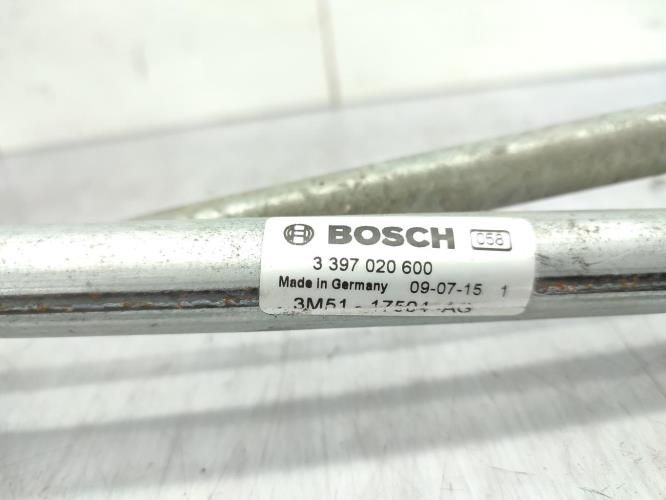 BOSCH 058
3 397 020 600
Made in Germany 09-07-15 1
3M51 - 17504 -AG